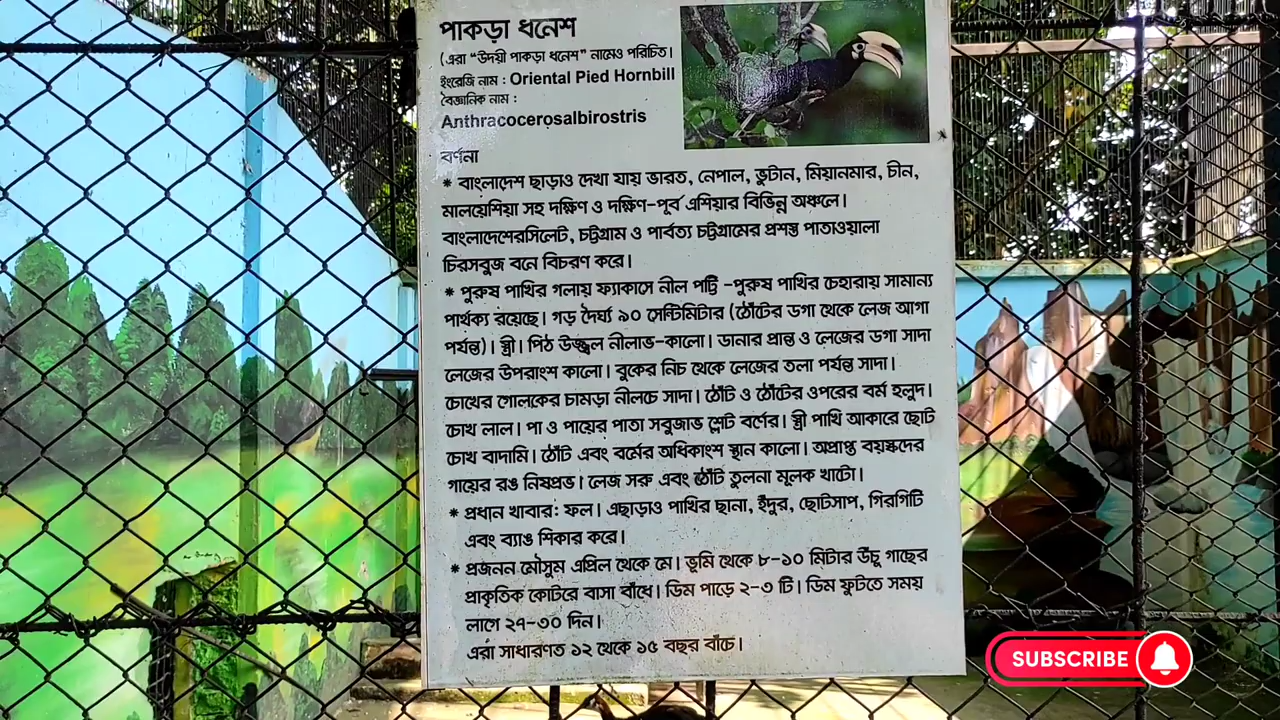 পাকড়া ধনেশ
(এরা "উদয়ী পাকড়া ধনেশ" নামেও পরিচিত।
ইংরেজি নাম : Oriental Pied Hornbill
বৈজ্ঞানিক নাম :
Anthracocerosalbirostris
বর্ণনা
* বাংলাদেশ ছাড়াও দেখা যায় ভারত, নেপাল, ভুটান, মিয়ানমার, চীন,
মালয়েশিয়া সহ দক্ষিণ ও দক্ষিণ-পূর্ব এশিয়ার বিভিন্ন অঞ্চলে।
বাংলাদেশেরসিলেট, চট্টগ্রাম ও পার্বত্য চট্টগ্রামের প্রশস্ত পাতাওয়ালা
চিরসবুজ বনে বিচরণ করে।
* পুরুষ পাখির গলায় ফ্যাকাসে নীল পট্টি -পুরুষ পাখির চেহারায় সামান্য
পার্থক্য রয়েছে। গড় দৈর্ঘ্য ৯০ সেন্টিমিটার (ঠোঁটের ডগা থেকে লেজ আগা
পর্যন্ত)। স্ত্রী। পিঠ উজ্জ্বল নীলাভ-কালো। ডানার প্রান্ত ও লেজের ডগা সাদা
লেজের উপরাংশ কালো। বুকের নিচ থেকে লেজের তলা পর্যন্ত সাদা।
চোখের গোলকের চামড়া নীলচে সাদা। ঠোঁট ও ঠোঁটের ওপরের বর্ম হলুদ।
চোখ লাল। পা ও পায়ের পাতা সবুজাভ স্লেট বর্ণের। স্ত্রী পাখি আকারে ছোট
চোখ বাদামি। ঠোঁট এবং বর্মের অধিকাংশ স্থান কালো। অপ্রাপ্ত বয়স্কদের
গায়ের রঙ নিষপ্রভ। লেজ সরু এবং ঠোঁট তুলনা মূলক খাটো।
* প্রধান খাবার: ফল। এছাড়াও পাখির ছানা, ইঁদুর, ছোটসাপ, গিরগিটি
এবং ব্যাঙ শিকার করে।
* প্রজনন মৌসুম এপ্রিল থেকে মে। ভূমি থেকে ৮-১০ মিটার উঁচু গাছের
প্রাকৃতিক কোটরে বাসা বাঁধে। ডিম পাড়ে ২-৩ টি। ডিম ফুটতে সময়
লাগে ২৭-৩০ দিন।
এরা সাধারণত ১২ থেকে ১৫ বছর বাঁচে।
SUBSCRIBE